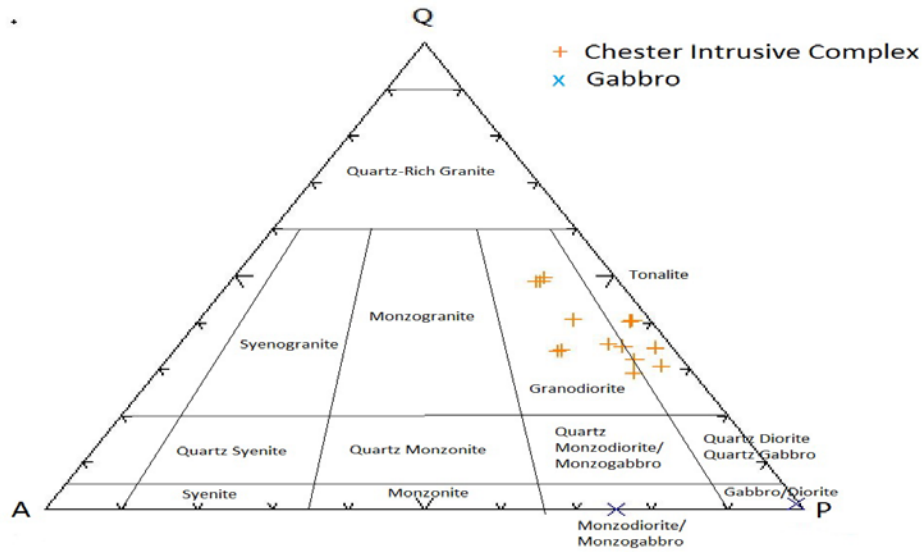 Q
+ Chester Intrusive Complex
x Gabbro
Quartz-Rich Granite
Tonalite
Monzogranite
Syenogranite
Granodiorite
Quartz Syenite
Quartz Monzonite
Quartz
Monzodiorite/
Monzogabbro
Quartz Diorite
Quartz Gabbro
Syenite
Monzonite
Gabbro/Diorite
A
P
Monzodiorite/
Monzogabbro